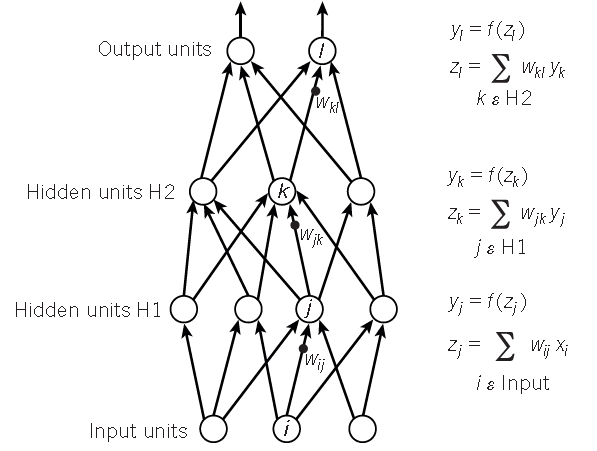 Output units
l
y_l = f(z_l)
z_l = ∑ w_kl y_k
k ε H2
w_kl
Hidden units H2
k
y_k = f(z_k)
z_k = ∑ w_jk y_j
j ε H1
w_jk
Hidden units H1
j
y_j = f(z_j)
z_j = ∑ w_ij x_i
i ε Input
w_ij
Input units
i